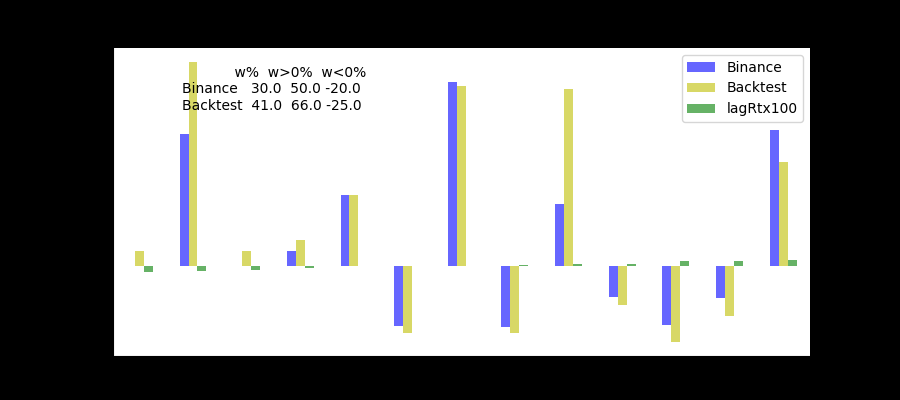 w% w>0% w<0%
Binance 30.0 50.0 -20.0
Backtest 41.0 66.0 -25.0
Binance
Backtest
lagRtx100